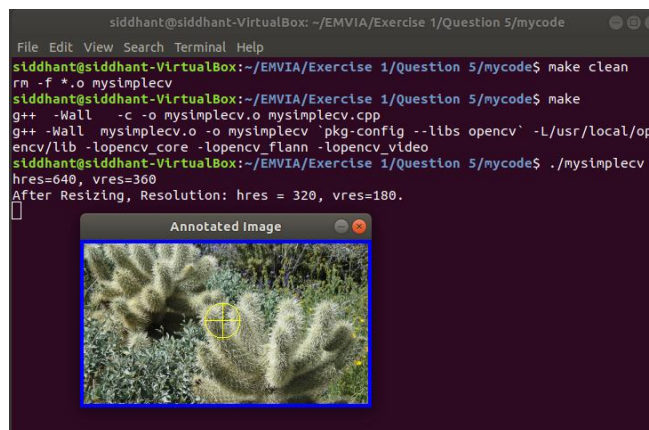 siddhant@siddhant-VirtualBox: ~/EMVIA/Exercise 1/Question 5/mycode
File Edit View Search Terminal Help
siddhant@siddhant-VirtualBox:~/EMVIA/Exercise 1/Question 5/mycode$ make clean
rm -f *.o mysimplecv
siddhant@siddhant-VirtualBox:~/EMVIA/Exercise 1/Question 5/mycode$ make
g++ -Wall   -c -o mysimplecv.o mysimplecv.cpp
g++ -Wall  mysimplecv.o -o mysimplecv `pkg-config --libs opencv` -L/usr/local/op
encv/lib -lopencv_core -lopencv_flann -lopencv_video
siddhant@siddhant-VirtualBox:~/EMVIA/Exercise 1/Question 5/mycode$ ./mysimplecv
hres=640, vres=360
After Resizing, Resolution: hres = 320, vres=180.
Annotated Image